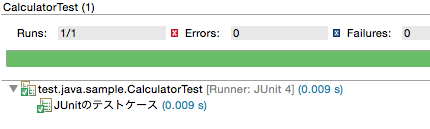 CalculatorTest (1)
Runs: 1/1 Errors: 0 Failures: 0
test.java.sample.CalculatorTest [Runner: JUnit 4] (0.009 s)
JUnitのテストケース (0.009 s)